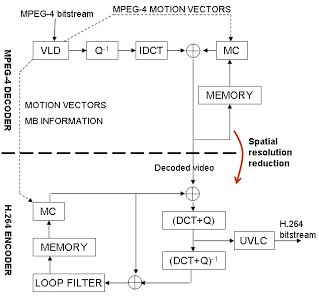 MPEG-4 bitstream
MPEG-4 MOTION VECTORS
VLD
Q-1
IDCT
MC
MPEG-4 DECODER
MEMORY
MOTION VECTORS
MB INFORMATION
Spatial
resolution
reduction
Decoded video
H.264 ENCODER
MC
(DCT+Q)
H.264
bitstream
UVLC
MEMORY
(DCT+Q)-1
LOOP FILTER